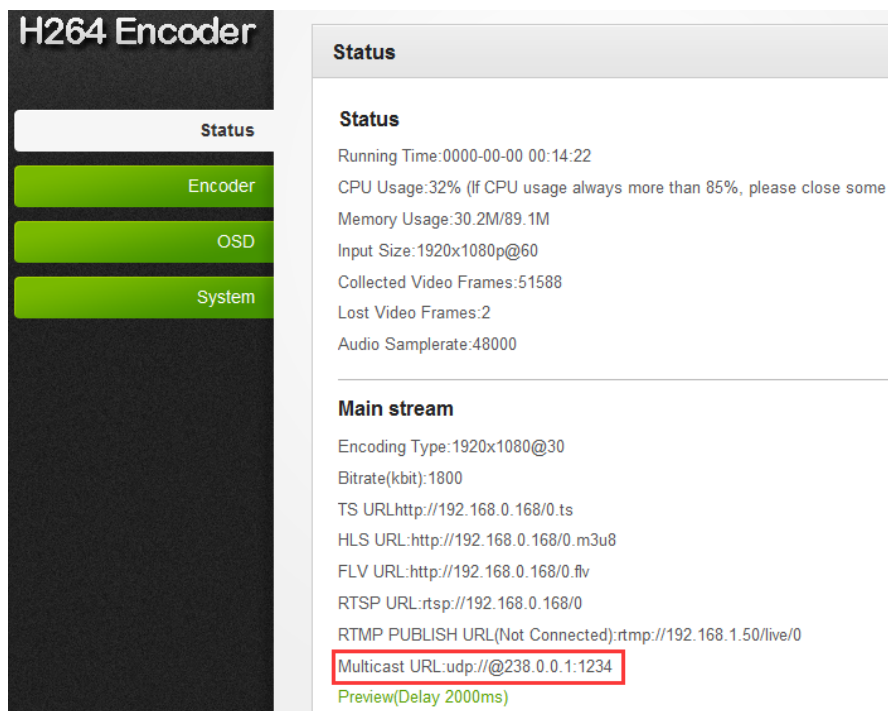 H264 Encoder
Status
Encoder
OSD
System
Status
Status
Running Time:0000-00-00 00:14:22
CPU Usage:32% (If CPU usage always more than 85%, please close some
Memory Usage:30.2M/89.1M
Input Size:1920x1080p@60
Collected Video Frames:51588
Lost Video Frames:2
Audio Samplerate:48000
Main stream
Encoding Type:1920x1080@30
Bitrate(kbit):1800
TS URLhttp://192.168.0.168/0.ts
HLS URL:http://192.168.0.168/0.m3u8
FLV URL:http://192.168.0.168/0.flv
RTSP URL:rtsp://192.168.0.168/0
RTMP PUBLISH URL(Not Connected):rtmp://192.168.1.50/live/0
Multicast URL:udp://@238.0.0.1:1234
Preview(Delay 2000ms)